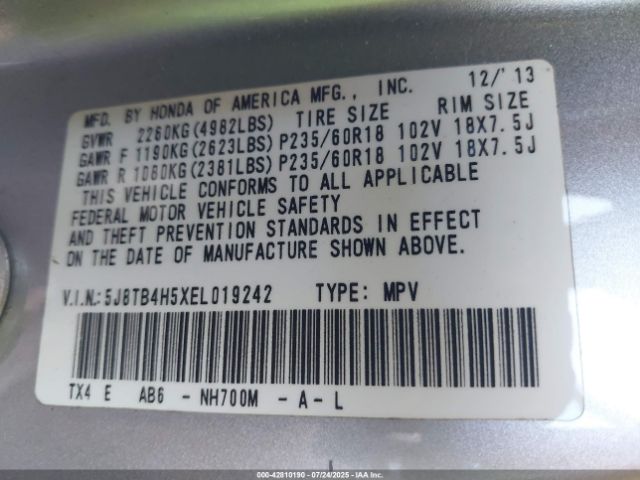 MFD. BY HONDA OF AMERICA MFG., INC. 12/'13
GVWR 2260KG(4982LBS) TIRE SIZE RIM SIZE
GAWR F 1190KG(2623LBS) P235/60R18 102V 18X7.5J
GAWR R 1080KG(2381LBS) P235/60R18 102V 18X7.5J
THIS VEHICLE CONFORMS TO ALL APPLICABLE
FEDERAL MOTOR VEHICLE SAFETY
AND THEFT PREVENTION STANDARDS IN EFFECT
ON THE DATE OF MANUFACTURE SHOWN ABOVE.
V.I.N.: 5J8TB4H5XEL019242 TYPE: MPV
TX4 E AB6 - NH700M - A - L
000-42810190 - 07/24/2025 - IAA Inc.